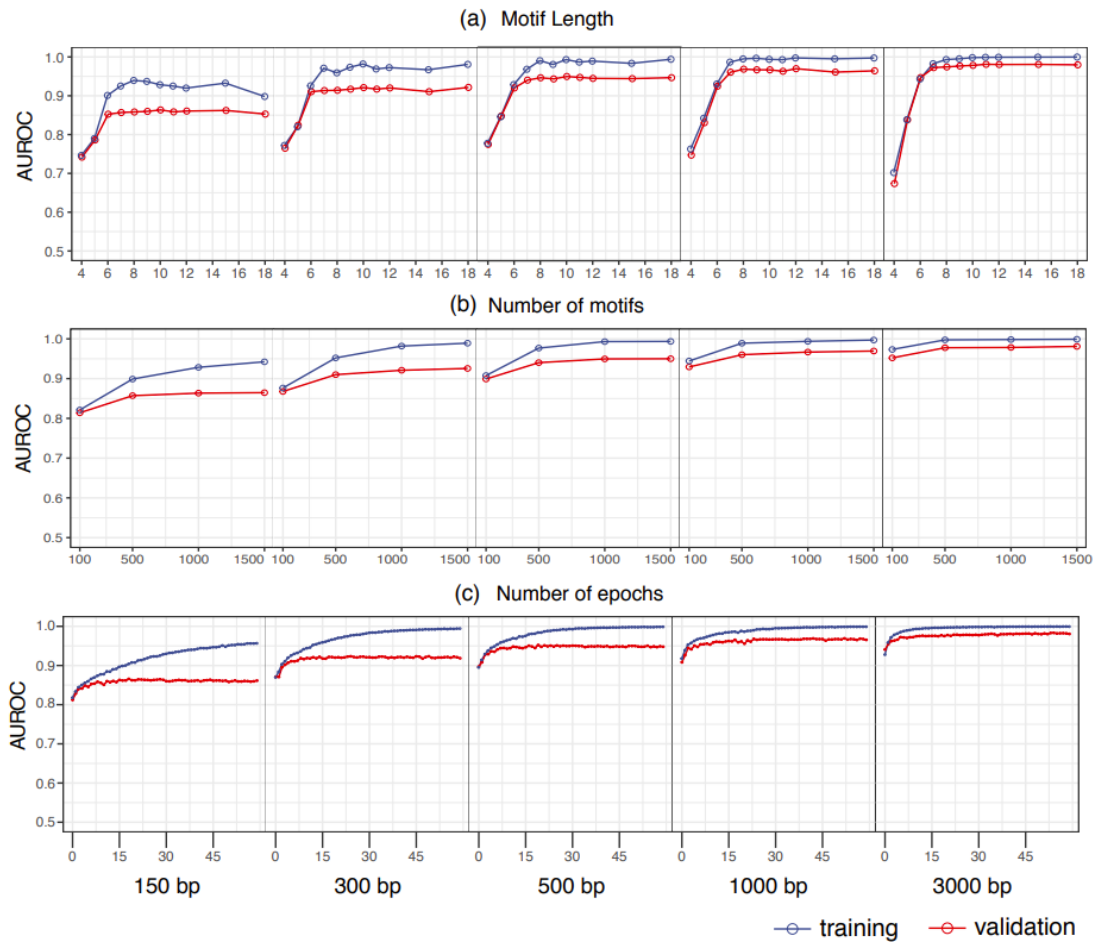 (a) Motif Length
AUROC
1.0
0.9
0.8
0.7
0.6
0.5
4 6 8 10 12 14 16 18 4 6 8 10 12 14 16 18 4 6 8 10 12 14 16 18 4 6 8 10 12 14 16 18 4 6 8 10 12 14 16 18
(b) Number of motifs
AUROC
1.0
0.9
0.8
0.7
0.6
0.5
100 500 1000 1500 100 500 1000 1500 100 500 1000 1500 100 500 1000 1500 100 500 1000 1500
(c) Number of epochs
AUROC
1.0
0.9
0.8
0.7
0.6
0.5
0 15 30 45 0 15 30 45 0 15 30 45 0 15 30 45 0 15 30 45
150 bp 300 bp 500 bp 1000 bp 3000 bp
training validation